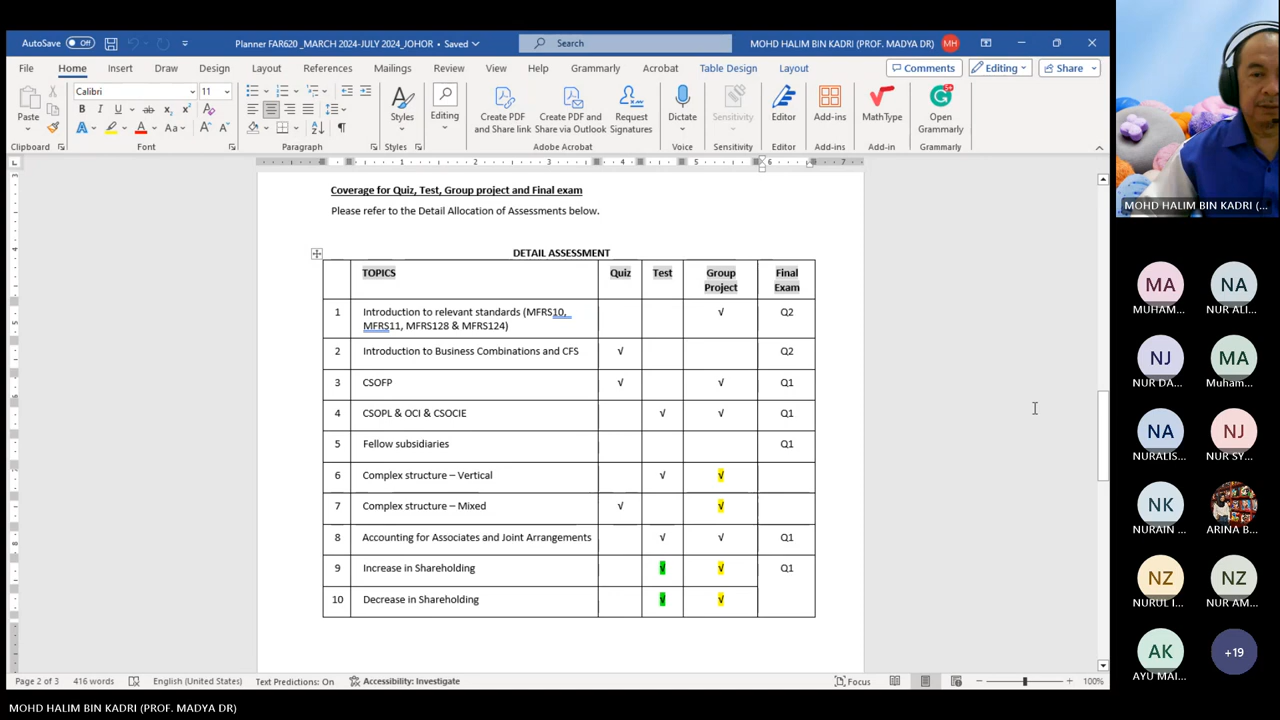 AutoSave Off Planner FAR620 _MARCH 2024-JULY 2024_JOHOR - Saved Search MOHD HALIM BIN KADRI (PROF. MADYA DR) MH
File Home Insert Draw Design Layout References Mailings Review View Help Grammarly Acrobat Table Design Layout Comments Editing Share
Calibri 11
Paste Styles Editing Create PDF and Share link Create PDF and Share via Outlook Request Signatures Dictate Sensitivity Editor Add-ins MathType Open Grammarly
Clipboard Font Paragraph Styles Adobe Acrobat Voice Sensitivity Editor Add-ins Add-in Grammarly
Coverage for Quiz, Test, Group project and Final exam
Please refer to the Detail Allocation of Assessments below.
DETAIL ASSESSMENT
TOPICS Quiz Test Group Project Final Exam
1 Introduction to relevant standards (MFRS10, √ Q2
MFRS11, MFRS128 & MFRS124)
2 Introduction to Business Combinations and CFS √ Q2
3 CSOFP √ √ Q1
4 CSOPL & OCI & CSOCIE √ √ Q1
5 Fellow subsidiaries Q1
6 Complex structure – Vertical √ √
7 Complex structure – Mixed √ √
8 Accounting for Associates and Joint Arrangements √ √ Q1
9 Increase in Shareholding √ √ Q1
10 Decrease in Shareholding √ √
Page 2 of 3 416 words English (United States) Text Predictions: On Accessibility: Investigate Focus 100%
MOHD HALIM BIN KADRI (PROF. MADYA DR)
MOHD HALIM BIN KADRI (...
MA NA
MUHAM... NUR ALI...
NJ MA
NUR DA... Muham...
NA NJ
NURALIS... NUR SY...
NK
NURAIN ... ARINA B...
NZ NZ
NURUL I... NUR AM...
AK +19
AYU MAI...